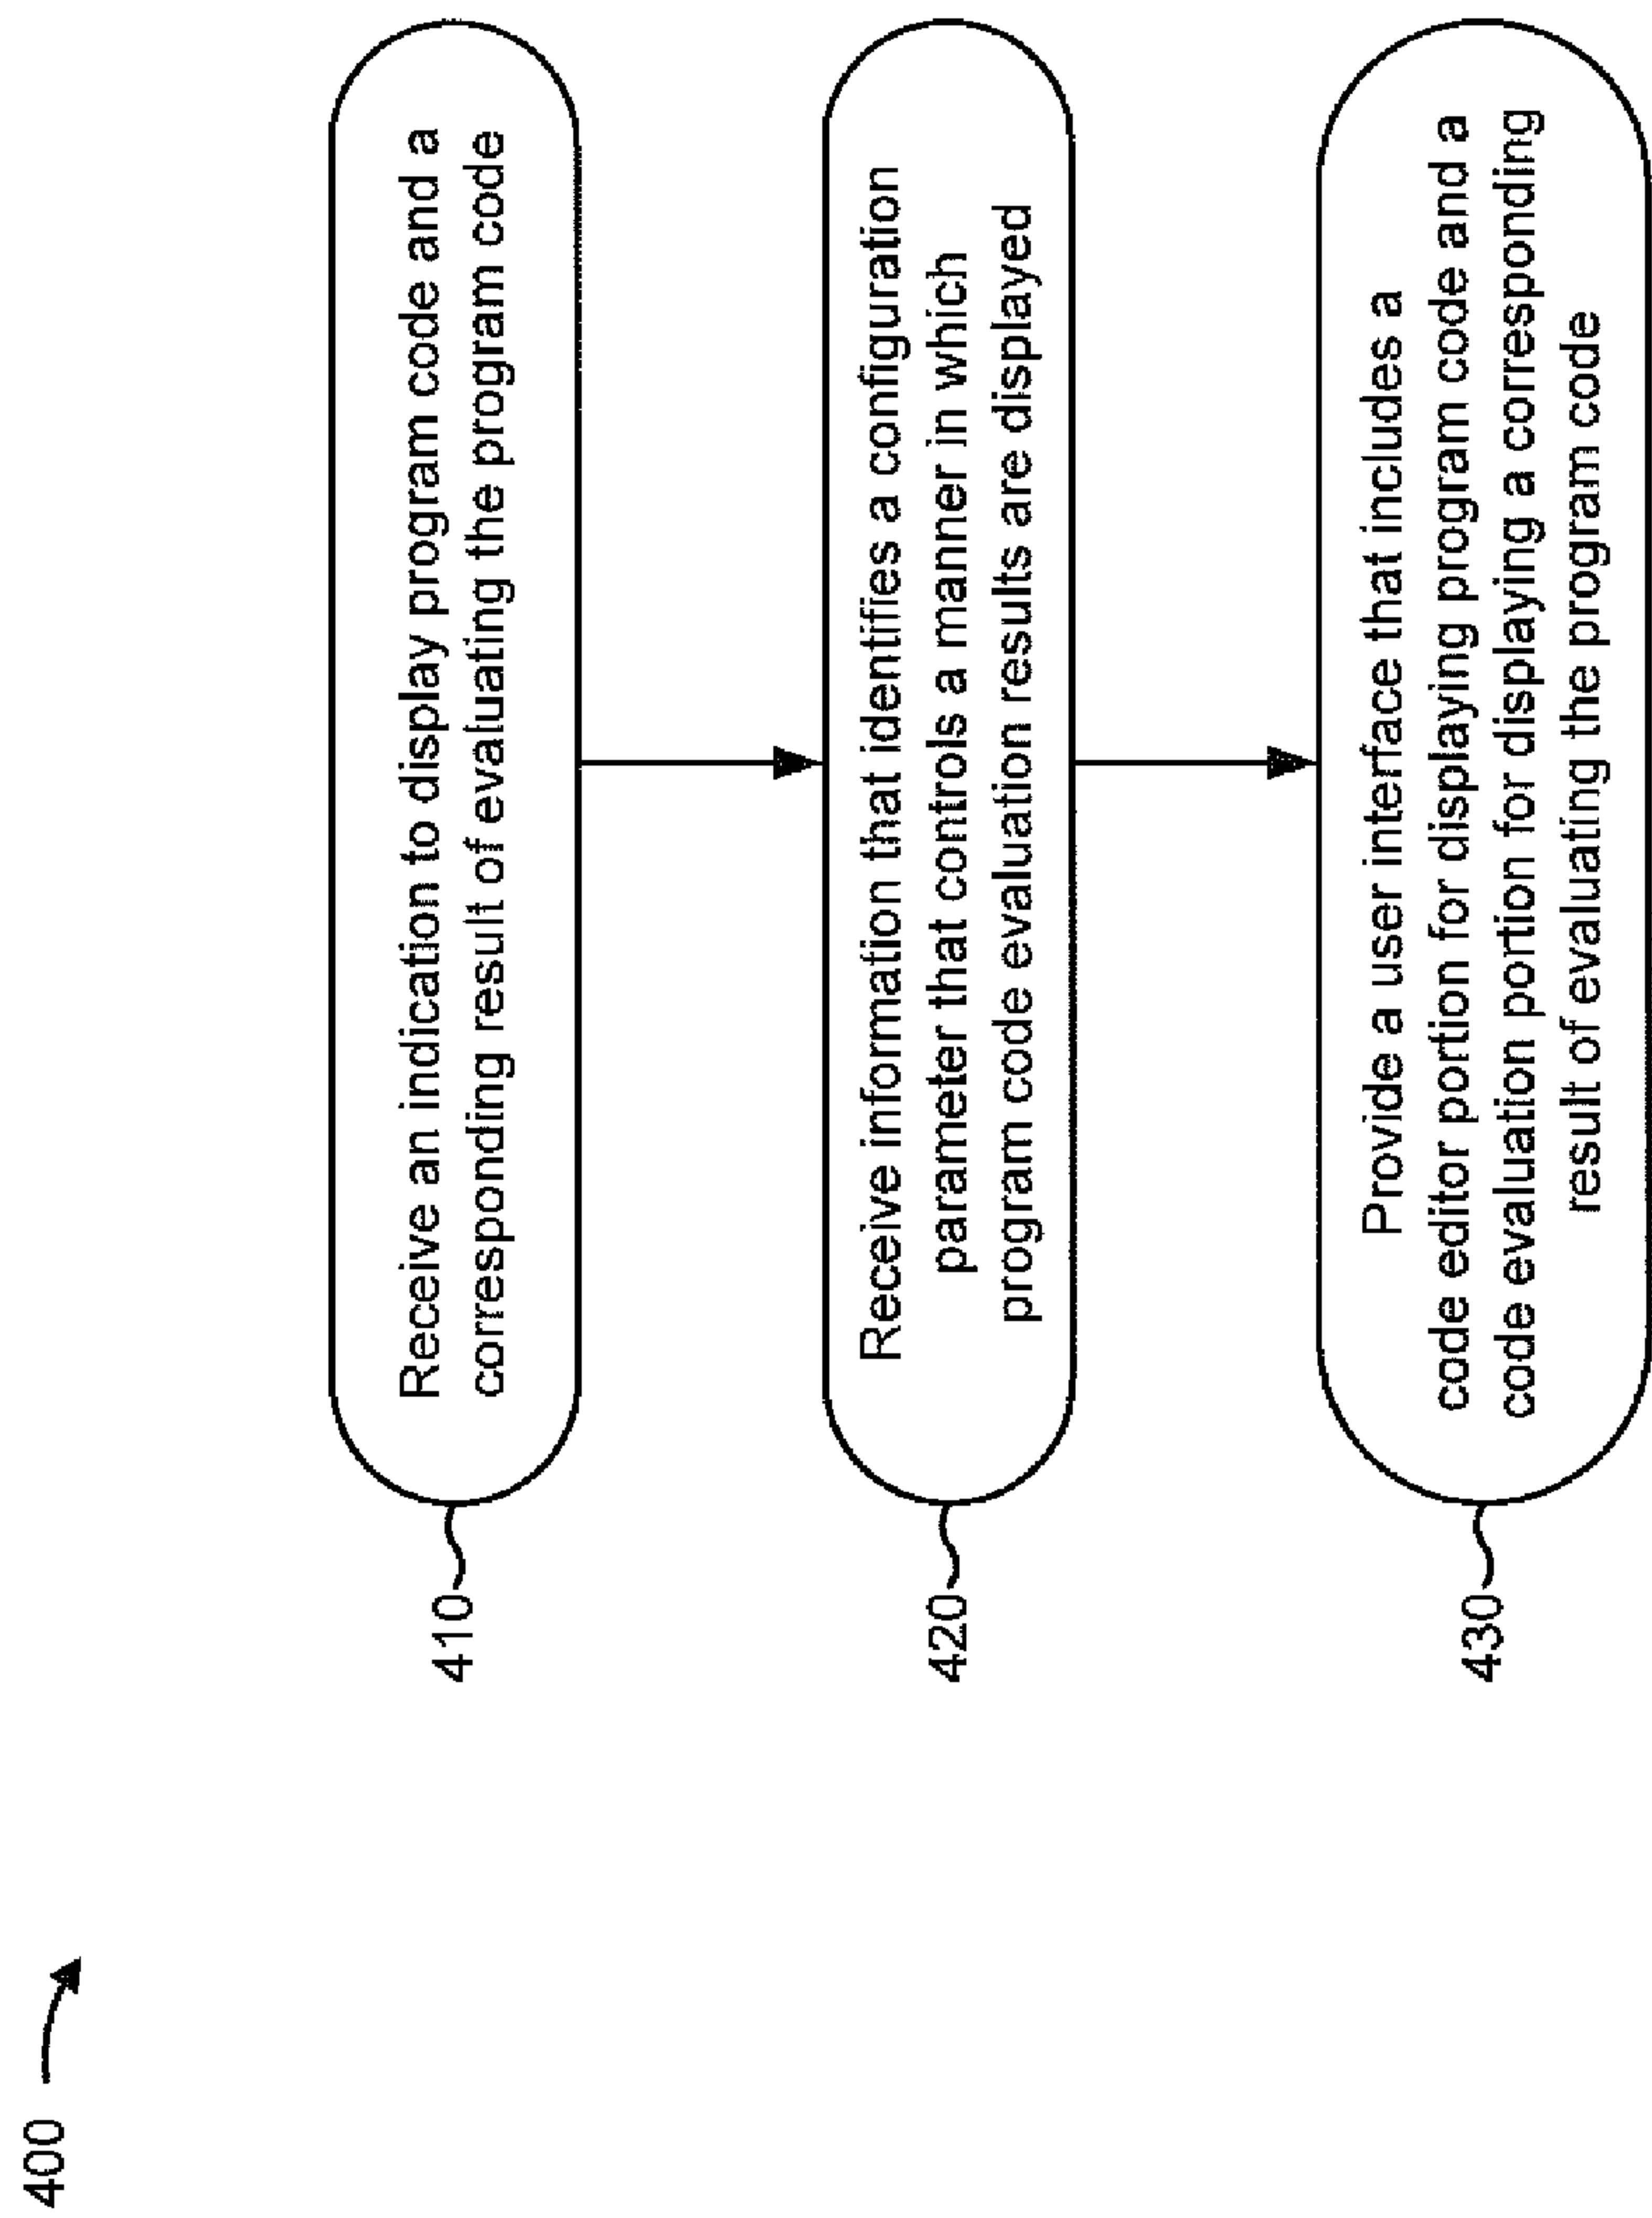 400
410
Receive an indication to display program code and a
corresponding result of evaluating the program code
420
Receive information that identifies a configuration
parameter that controls a manner in which
program code evaluation results are displayed
430
Provide a user interface that includes a
code editor portion for displaying program code and a
code evaluation portion for displaying a corresponding
result of evaluating the program code